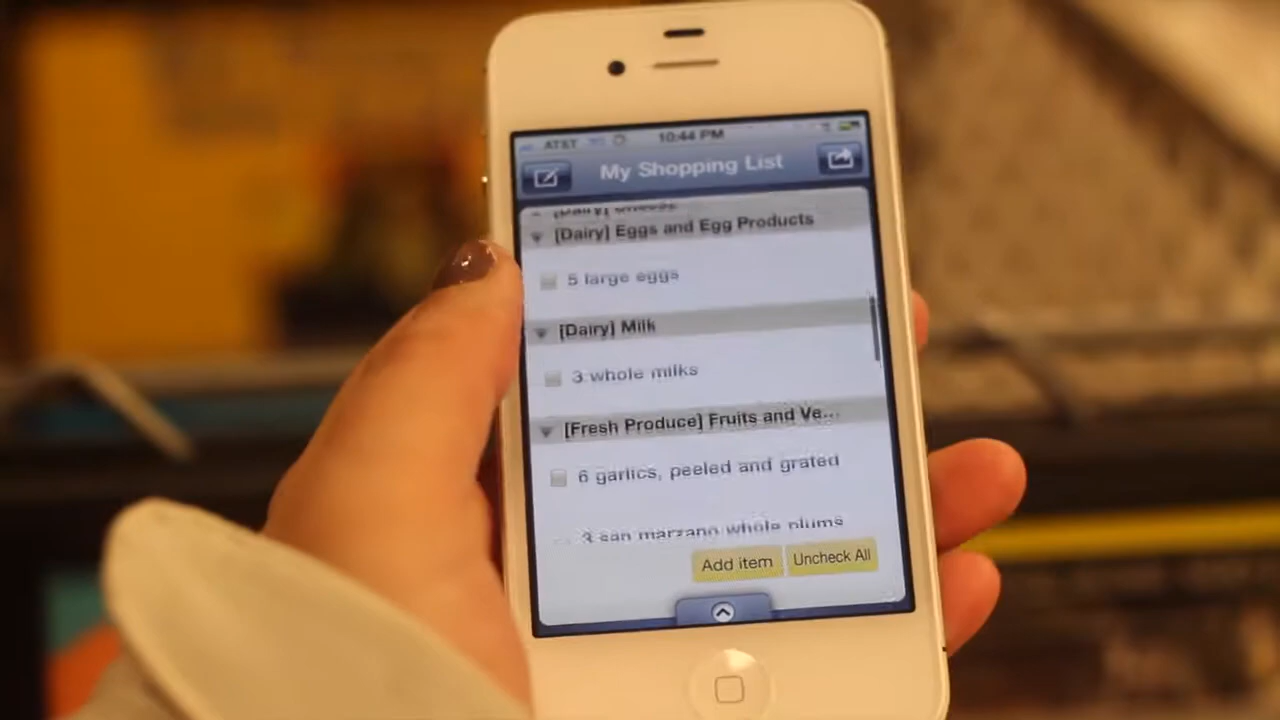 AT&T 10:44 PM
My Shopping List
[Dairy] Cheese
[Dairy] Eggs and Egg Products
5 large eggs
[Dairy] Milk
3 whole milks
[Fresh Produce] Fruits and Ve...
6 garlics, peeled and grated
3 san marzano whole plums
Add item Uncheck All